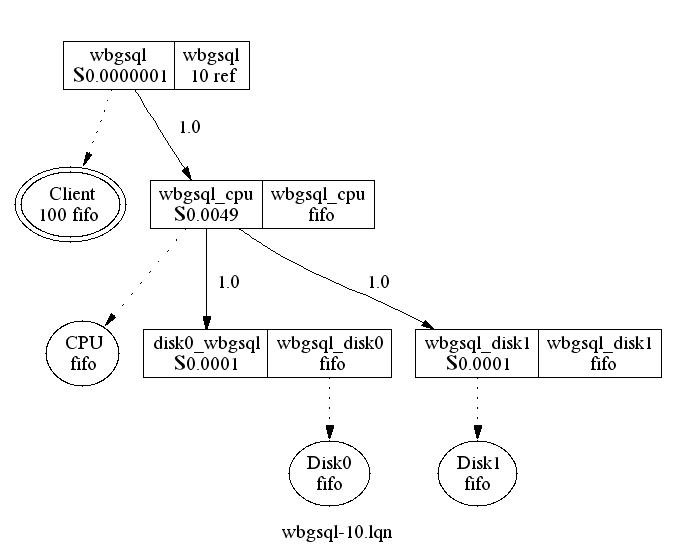 wbgsql wbgsql
S0.0000001 10 ref
1.0
Client
100 fifo
wbgsql_cpu wbgsql_cpu
S0.0049 fifo
1.0 1.0
CPU
fifo
disk0_wbgsql wbgsql_disk0
S0.0001 fifo
wbgsql_disk1 wbgsql_disk1
S0.0001 fifo
Disk0
fifo
Disk1
fifo
wbgsql-10.lqn